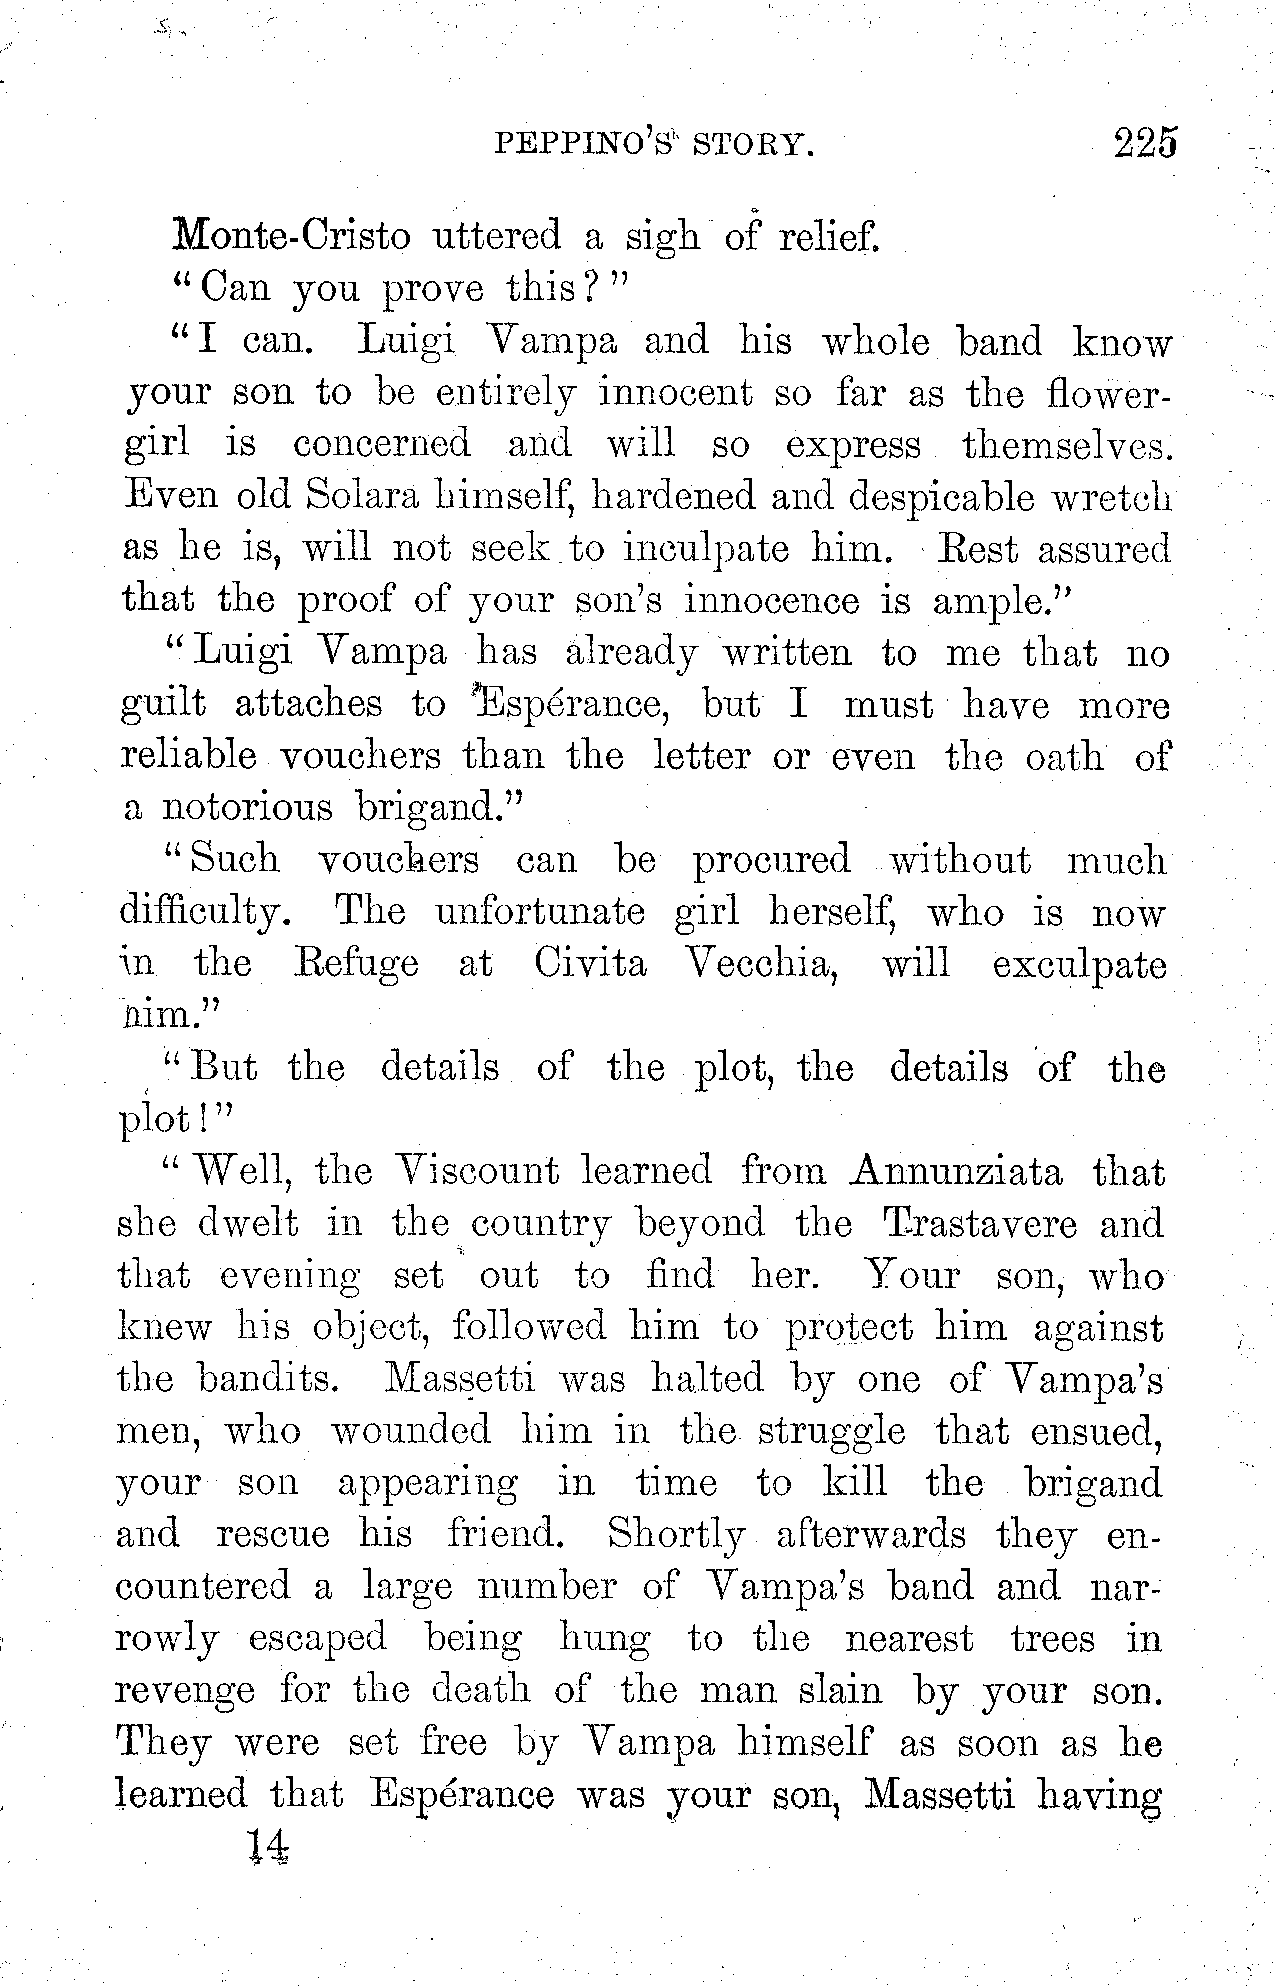 PEPPINO'S STORY. 225
Monte-Cristo uttered a sigh of relief.
"Can you prove this?"
"I can. Luigi Vampa and his whole band know
your son to be entirely innocent so far as the flower-
girl is concerned and will so express themselves.
Even old Solara himself, hardened and despicable wretch
as he is, will not seek to inculpate him. Rest assured
that the proof of your son's innocence is ample."
"Luigi Vampa has already written to me that no
guilt attaches to Espérance, but I must have more
reliable vouchers than the letter or even the oath of
a notorious brigand."
"Such vouchers can be procured without much
difficulty. The unfortunate girl herself, who is now
in the Refuge at Civita Vecchia, will exculpate
him."
"But the details of the plot, the details of the
plot!"
"Well, the Viscount learned from Annunziata that
she dwelt in the country beyond the Trastavere and
that evening set out to find her. Your son, who
knew his object, followed him to protect him against
the bandits. Massetti was halted by one of Vampa's
men, who wounded him in the struggle that ensued,
your son appearing in time to kill the brigand
and rescue his friend. Shortly afterwards they en-
countered a large number of Vampa's band and nar-
rowly escaped being hung to the nearest trees in
revenge for the death of the man slain by your son.
They were set free by Vampa himself as soon as he
learned that Espérance was your son, Massetti having
14